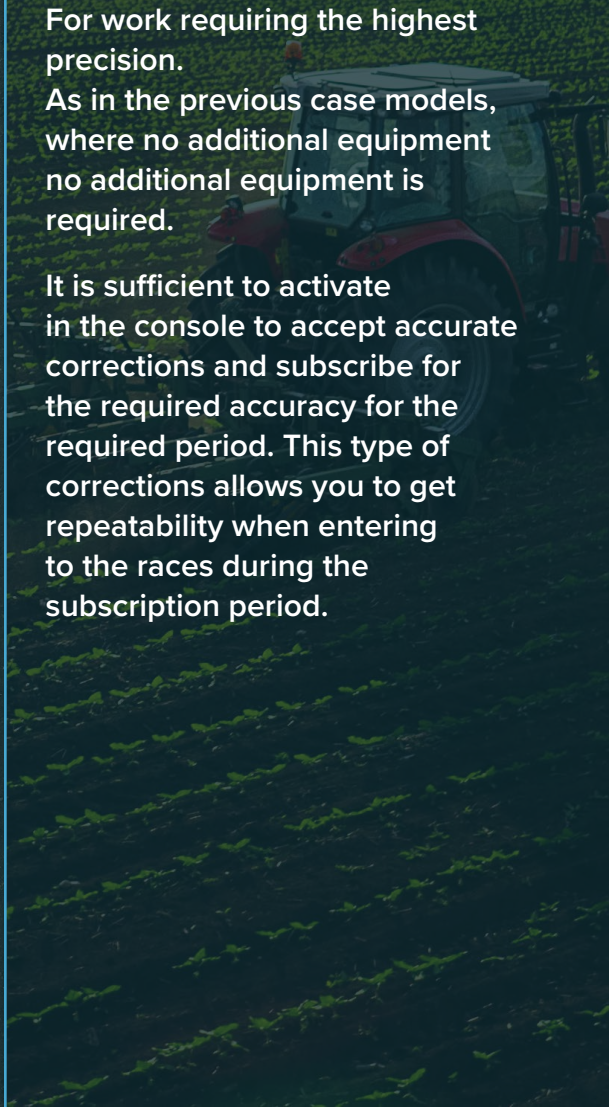 For work requiring the highest
precision.
As in the previous case models,
where no additional equipment
no additional equipment is
required.
It is sufficient to activate
in the console to accept accurate
corrections and subscribe for
the required accuracy for the
required period. This type of
corrections allows you to get
repeatability when entering
to the races during the
subscription period.